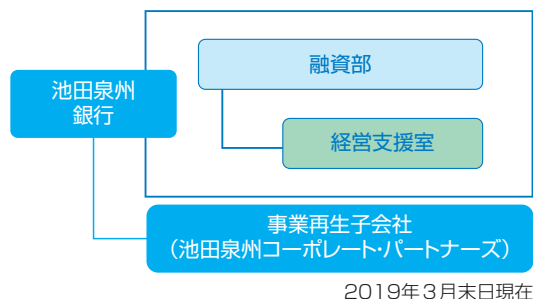 融資部
池田泉州
銀行
経営支援室
事業再生子会社
（池田泉州コーポレート・パートナーズ）
2019年3月末日現在